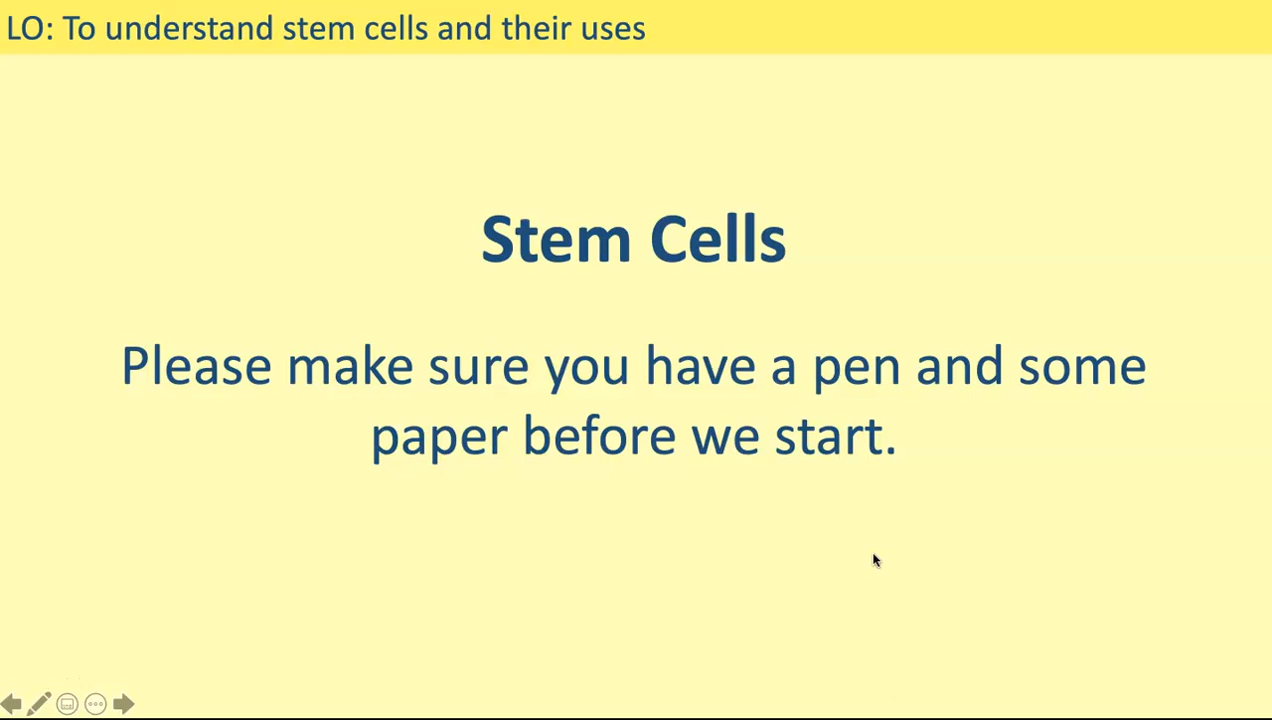 LO: To understand stem cells and their uses
Stem Cells
Please make sure you have a pen and some
paper before we start.